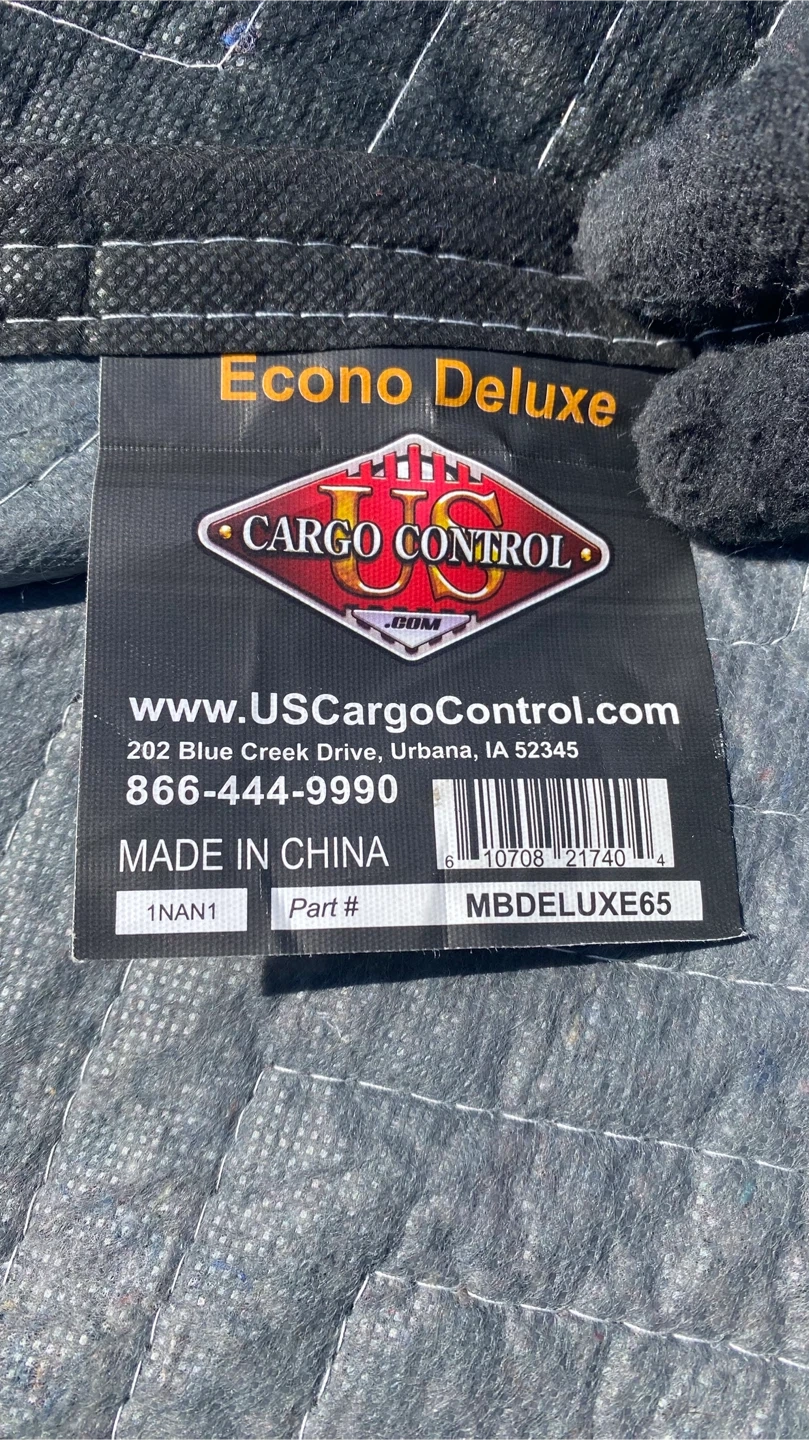 Econo Deluxe
US
CARGO CONTROL
.COM
www.USCargoControl.com
202 Blue Creek Drive, Urbana, IA 52345
866-444-9990
MADE IN CHINA
6 10708 21740 4
1NAN1 Part # MBDELUXE65